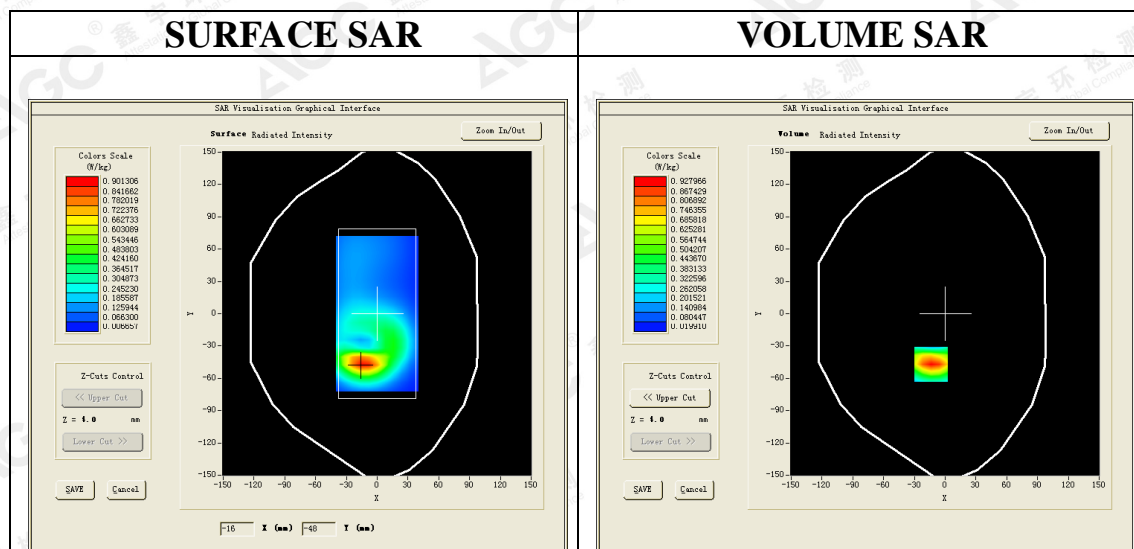 SURFACE SAR
VOLUME SAR
SAR Visualisation Graphical Interface
Surface Radiated Intensity
Zoom In/Out
Colors Scale
(W/kg)
0.901306
0.841662
0.782019
0.722376
0.662733
0.603089
0.543446
0.483803
0.424160
0.364517
0.304873
0.245230
0.185587
0.125944
0.066300
0.006657
150
120
90
60
30
0
-30
-60
-90
-120
-150
Y
-150 -120 -90 -60 -30 0 30 60 90 120 150
X
Z-Cuts Control
<< Upper Cut
Z = 4.0 mm
Lower Cut >>
SAVE Cancel
-16 X (mm) -48 Y (mm)
SAR Visualisation Graphical Interface
Volume Radiated Intensity
Zoom In/Out
Colors Scale
(W/kg)
0.927966
0.867429
0.806892
0.746355
0.685818
0.625281
0.564744
0.504207
0.443670
0.383133
0.322596
0.262058
0.201521
0.140984
0.080447
0.019910
150
120
90
60
30
0
-30
-60
-90
-120
-150
Y
-150 -120 -90 -60 -30 0 30 60 90 120 150
X
Z-Cuts Control
<< Upper Cut
Z = 4.0 mm
Lower Cut >>
SAVE Cancel